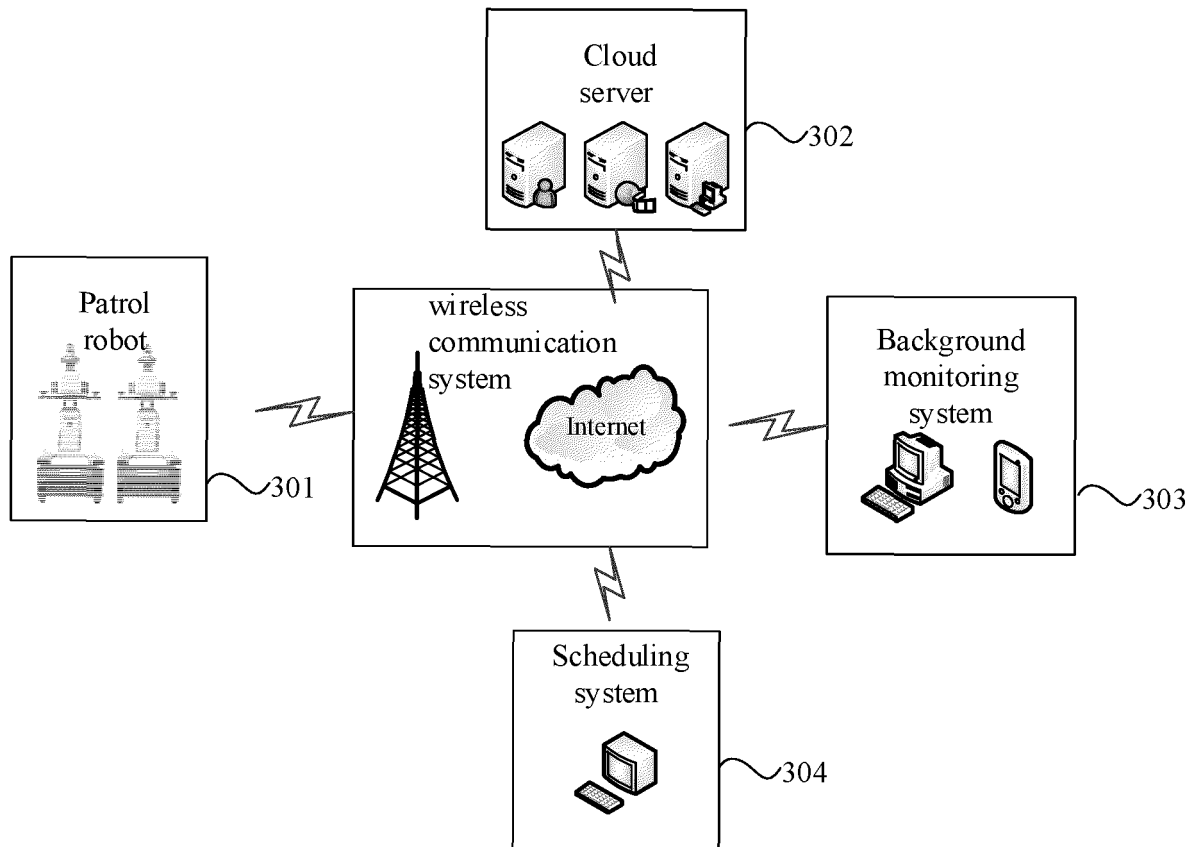 Cloud
server
302
Patrol
robot
301
wireless
communication
system
Internet
Background
monitoring
system
303
Scheduling
system
304